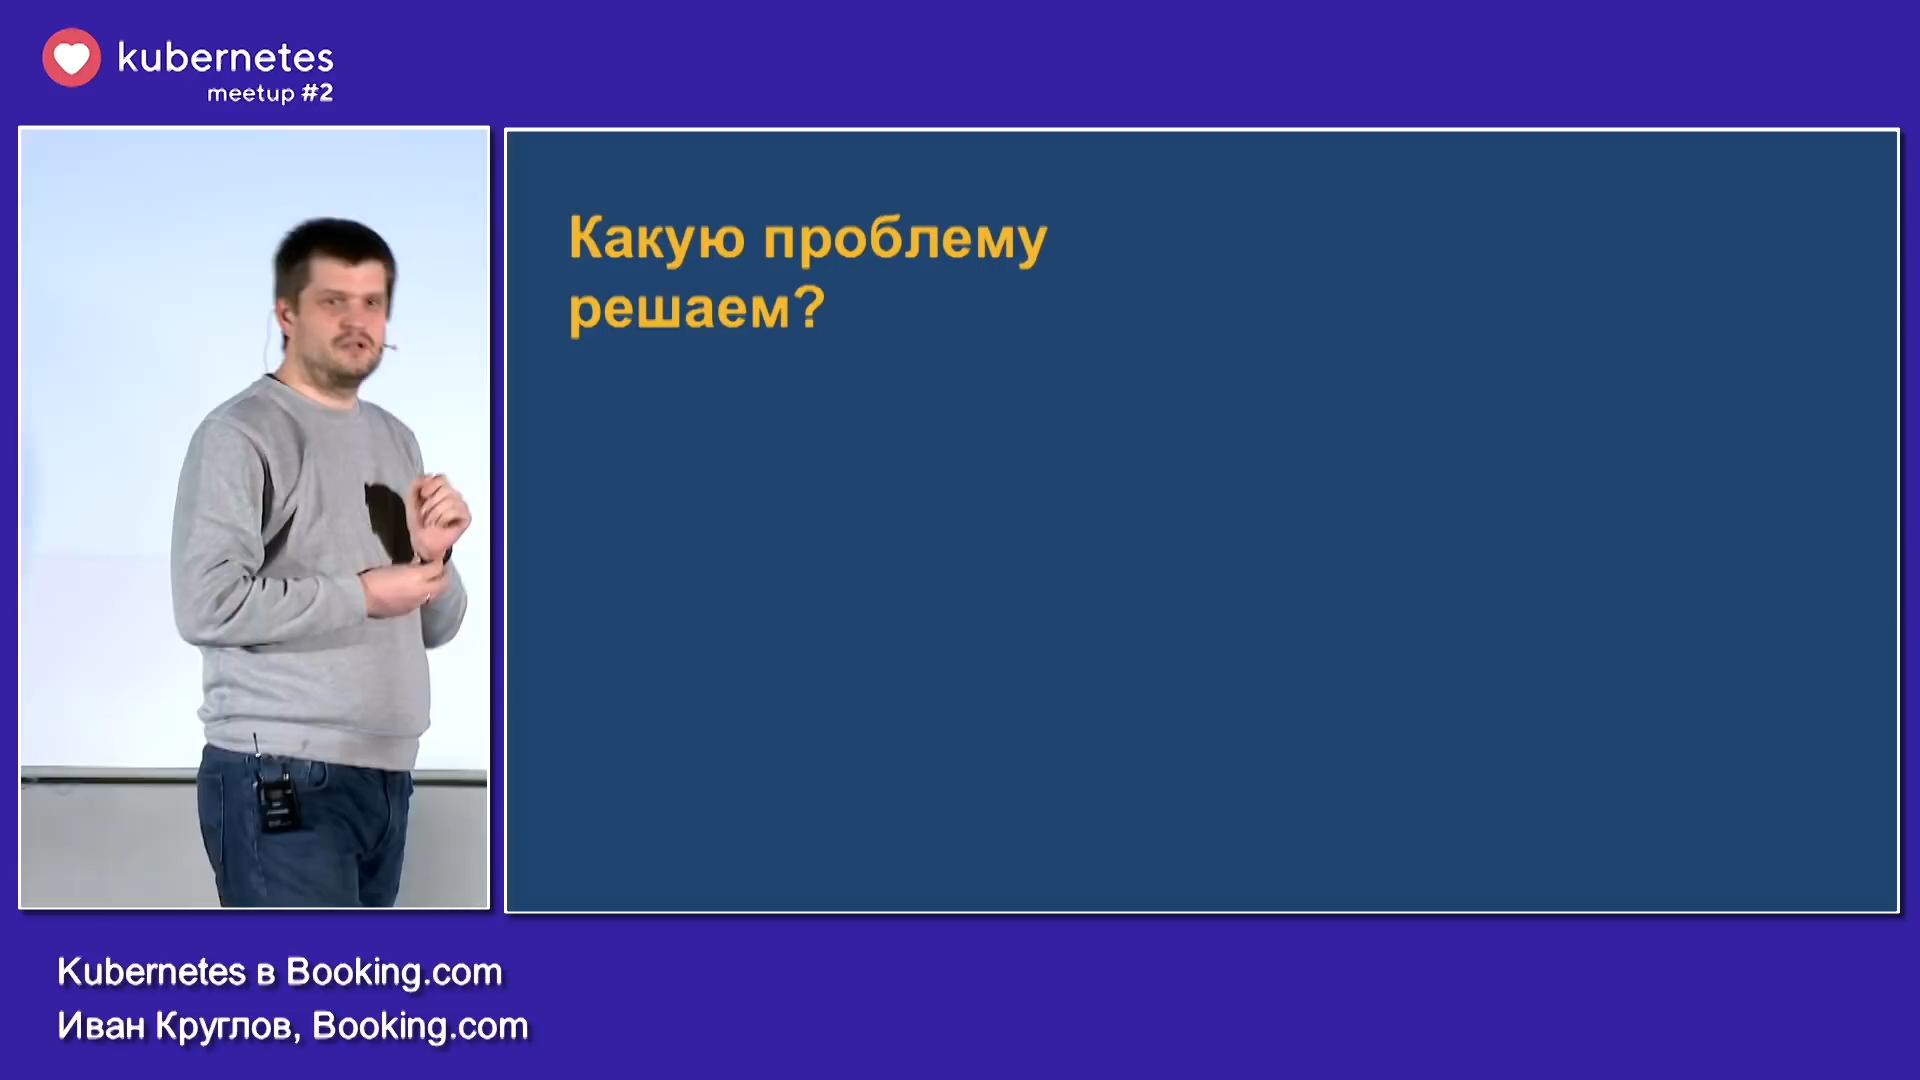 kubernetes
meetup #2
Какую проблему
решаем?
Kubernetes в Booking.com
Иван Круглов, Booking.com